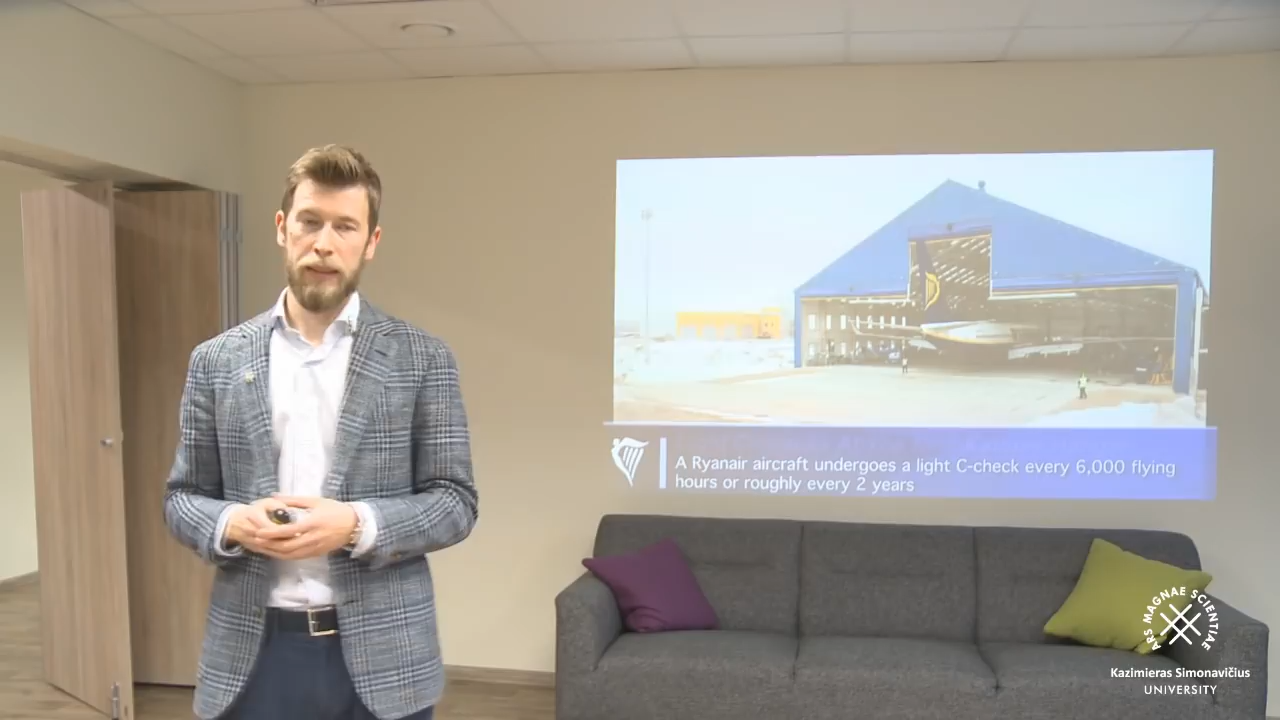 A Ryanair aircraft undergoes a light C-check every 6,000 flying
hours or roughly every 2 years
ARS MAGNAE SCIENTIAE
Kazimieras Simonavičius
UNIVERSITY